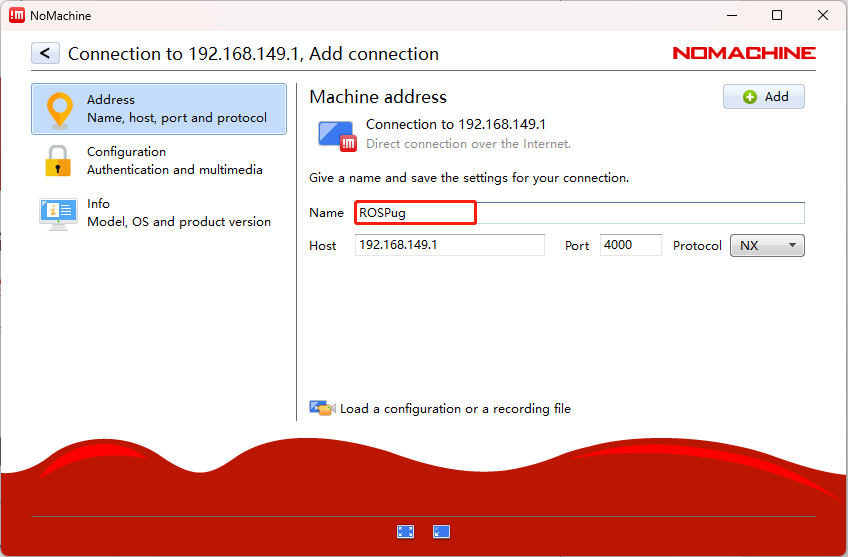 NoMachine
Connection to 192.168.149.1, Add connection
NOMACHINE
Address
Name, host, port and protocol
Configuration
Authentication and multimedia
Info
Model, OS and product version
Machine address
Add
Connection to 192.168.149.1
Direct connection over the Internet.
Give a name and save the settings for your connection.
Name ROSPug
Host 192.168.149.1 Port 4000 Protocol NX
Load a configuration or a recording file